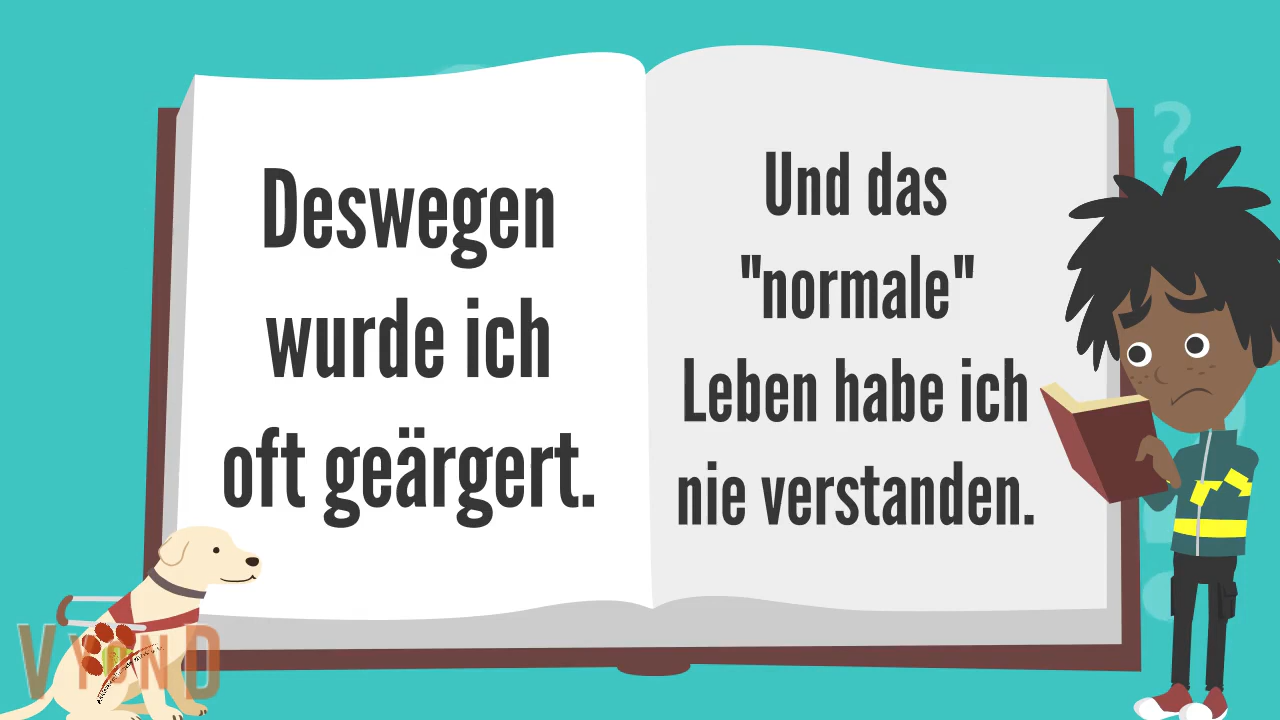 Deswegen
wurde ich
oft geärgert.
Und das
"normale"
Leben habe ich
nie verstanden.
VYOND